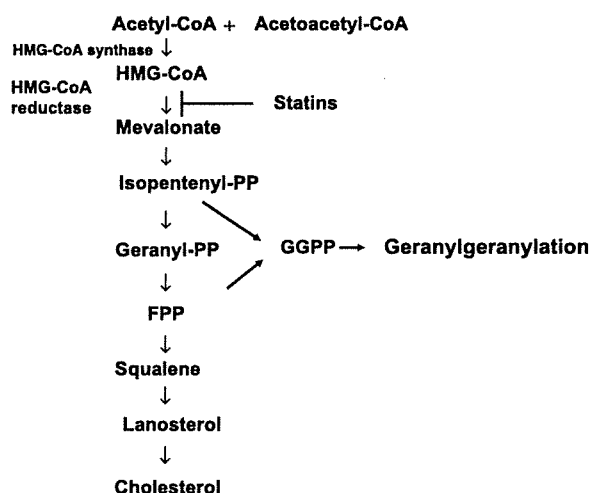 Acetyl-CoA + Acetoacetyl-CoA
HMG-CoA synthase
HMG-CoA
HMG-CoA
reductase
Statins
Mevalonate
Isopentenyl-PP
Geranyl-PP
GGPP
Geranylgeranylation
FPP
Squalene
Lanosterol
Cholesterol